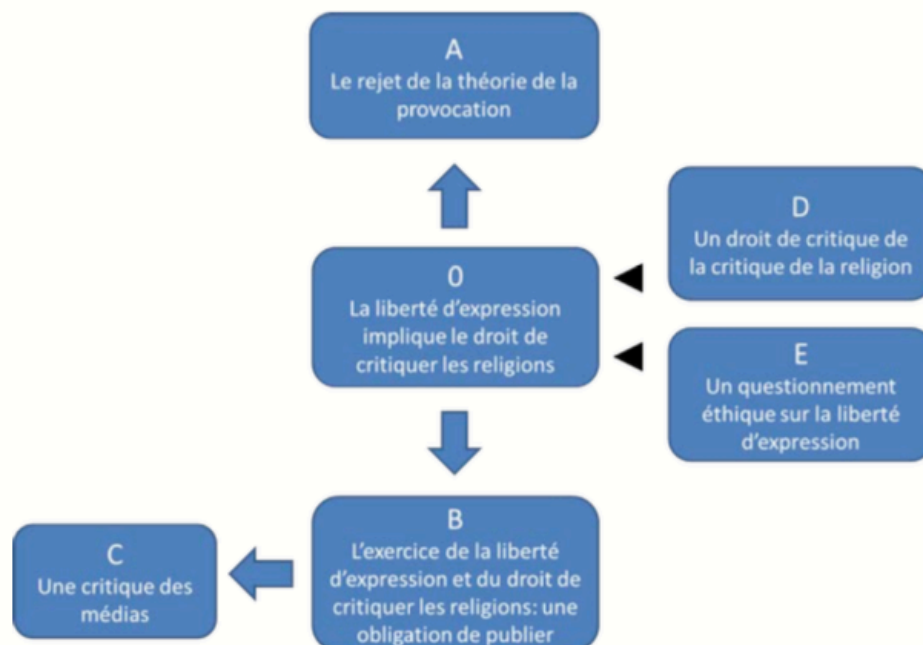 A
Le rejet de la théorie de la
provocation
D
Un droit de critique de
la critique de la religion
0
La liberté d'expression
implique le droit de
critiquer les religions
E
Un questionnement
éthique sur la liberté
d'expression
B
L'exercice de la liberté
d'expression et du droit de
critiquer les religions: une
obligation de publier
C
Une critique des
médias